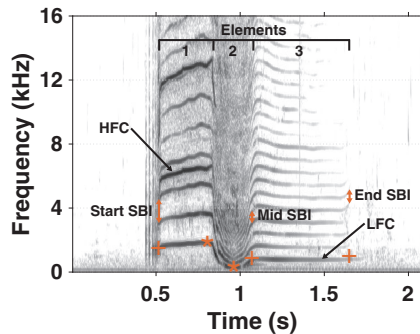 Elements
1 2 3
16
12
8
4
0
Frequency (kHz)
HFC
Start SBI
Mid SBI
End SBI
LFC
0.5 1 1.5 2
Time (s)